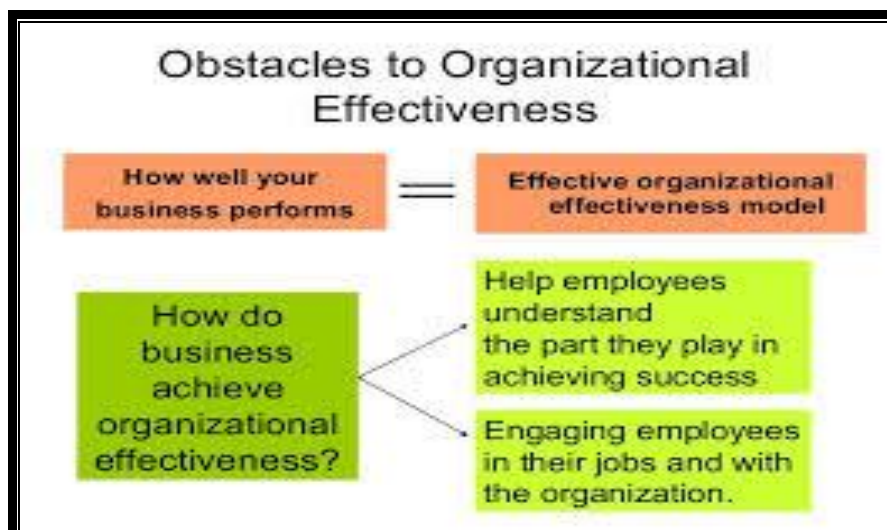 Obstacles to Organizational
Effectiveness
How well your
business performs
=
Effective organizational
effectiveness model
How do
business
achieve
organizational
effectiveness?
Help employees
understand
the part they play in
achieving success
Engaging employees
in their jobs and with
the organization.